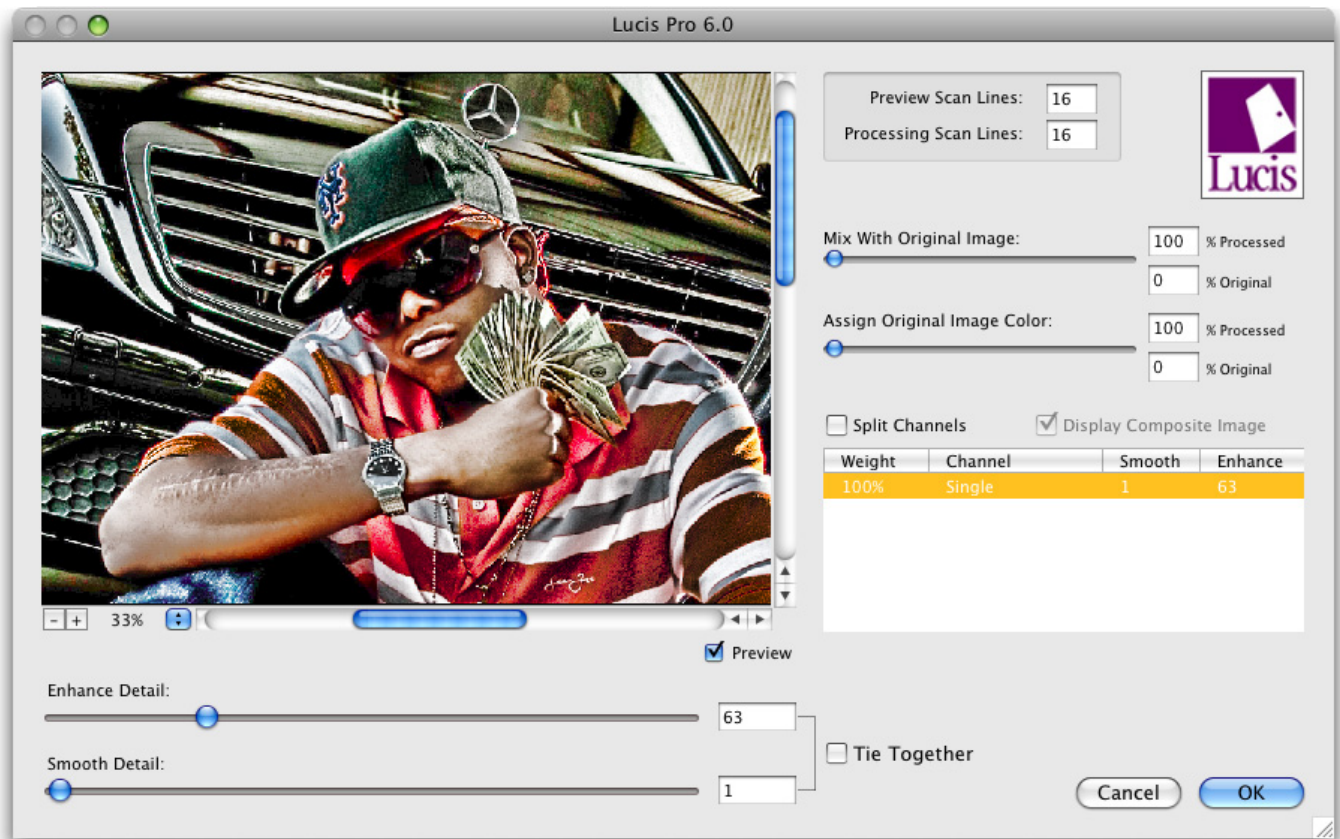 Lucis Pro 6.0
Preview Scan Lines: 16
Processing Scan Lines: 16
Lucis
Mix With Original Image: 100 % Processed
0 % Original
Assign Original Image Color: 100 % Processed
0 % Original
Split Channels Display Composite Image
Weight Channel Smooth Enhance
100% Single 1 63
- + 33%
Preview
Enhance Detail: 63
Smooth Detail: 1
Tie Together
Cancel OK